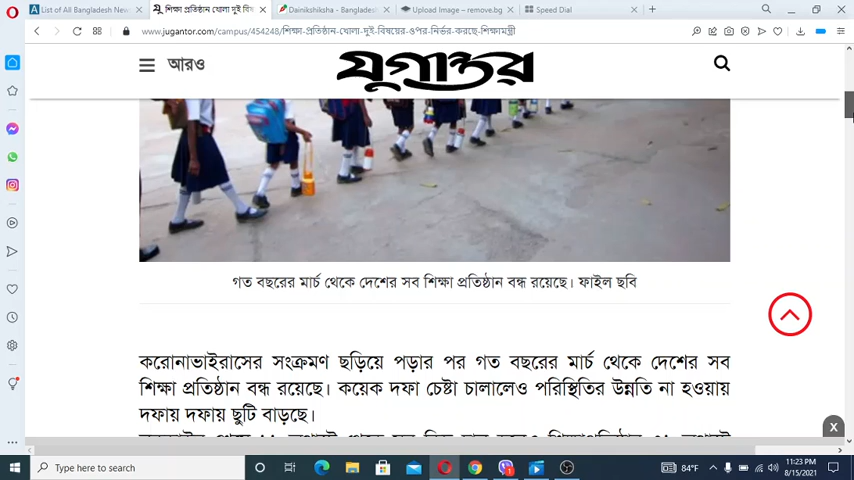 List of All Bangladesh New
শিক্ষা প্রতিষ্ঠান খোলা দুই বিষ
Dainikshiksha - Bangladesh
Upload Image – remove.bg
Speed Dial
www.jugantor.com/campus/454248/শিক্ষা-প্রতিষ্ঠান-খোলা-দুই-বিষয়ের-ওপর-নির্ভর-করছে-শিক্ষামন্ত্রী
আরও
যুগান্তর
গত বছরের মার্চ থেকে দেশের সব শিক্ষা প্রতিষ্ঠান বন্ধ রয়েছে। ফাইল ছবি
করোনাভাইরাসের সংক্রমণ ছড়িয়ে পড়ার পর গত বছরের মার্চ থেকে দেশের সব
শিক্ষা প্রতিষ্ঠান বন্ধ রয়েছে। কয়েক দফা চেষ্টা চালালেও পরিস্থিতির উন্নতি না হওয়ায়
দফায় দফায় ছুটি বাড়ছে।
X
Type here to search
84°F
11:23 PM
8/15/2021